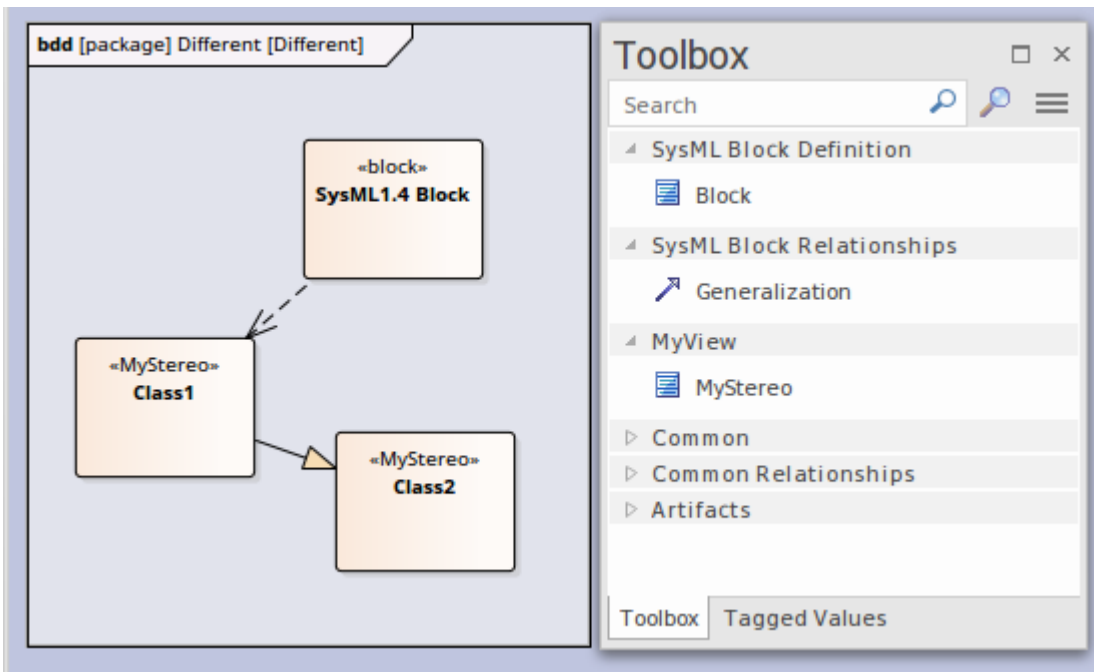 bdd [package] Different [Different]
«block»
SysML1.4 Block
«MyStereo»
Class1
«MyStereo»
Class2
Toolbox
Search
SysML Block Definition
Block
SysML Block Relationships
Generalization
MyView
MyStereo
Common
Common Relationships
Artifacts
Toolbox
Tagged Values